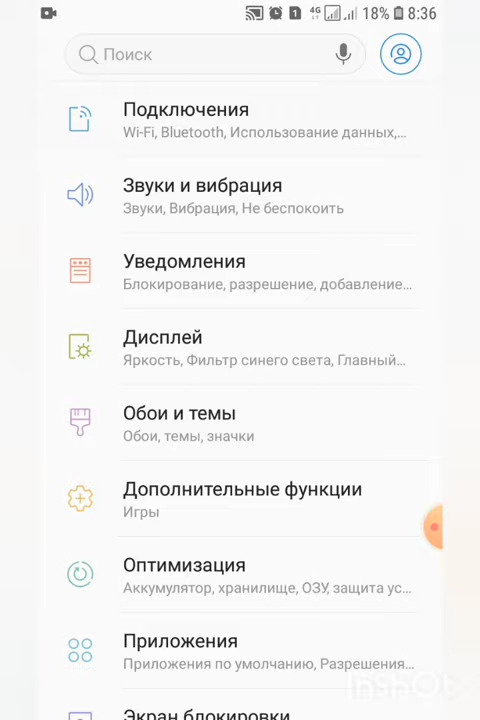 1 4G 18% 8:36
Поиск
Подключения
Wi-Fi, Bluetooth, Использование данных,...
Звуки и вибрация
Звуки, Вибрация, Не беспокоить
Уведомления
Блокирование, разрешение, добавление...
Дисплей
Яркость, Фильтр синего света, Главный...
Обои и темы
Обои, темы, значки
Дополнительные функции
Игры
Оптимизация
Аккумулятор, хранилище, ОЗУ, защита ус...
Приложения
Приложения по умолчанию, Разрешения...
InShOt
Экран блокировки